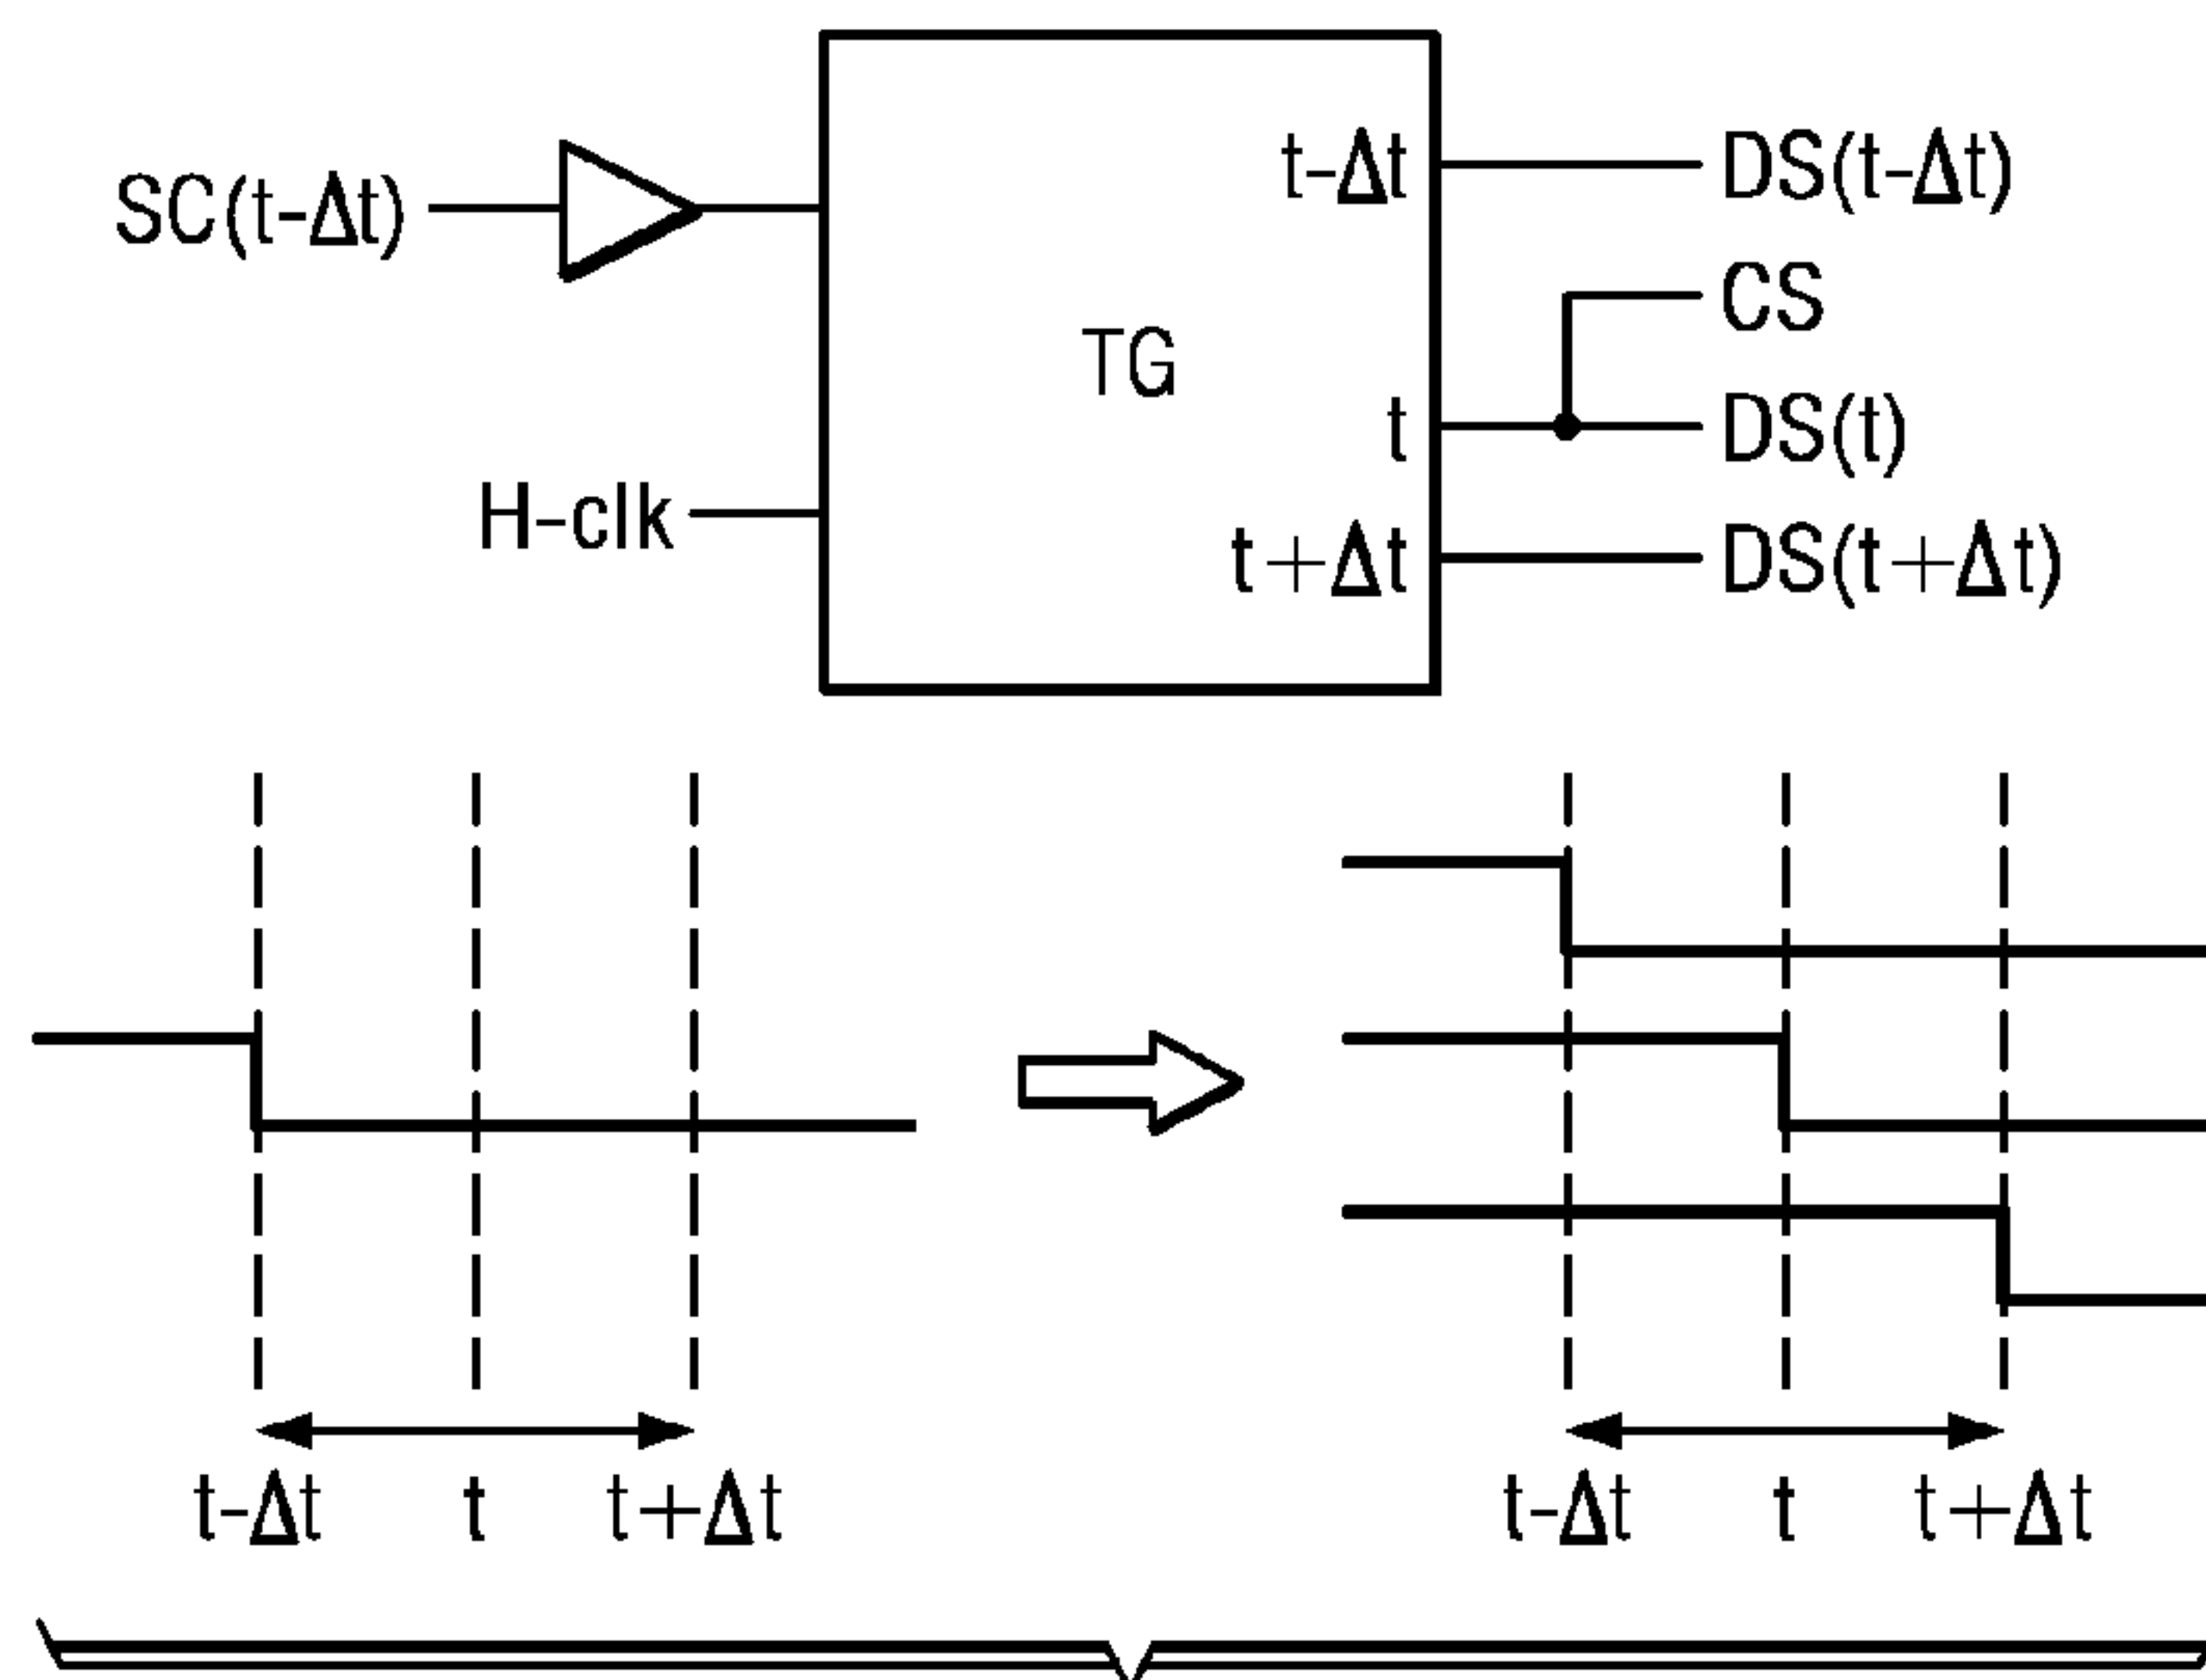 SC(t-Δt)
H-clk
TG
t-Δt
t
t+Δt
DS(t-Δt)
CS
DS(t)
DS(t+Δt)
t-Δt t t+Δt
t-Δt t t+Δt